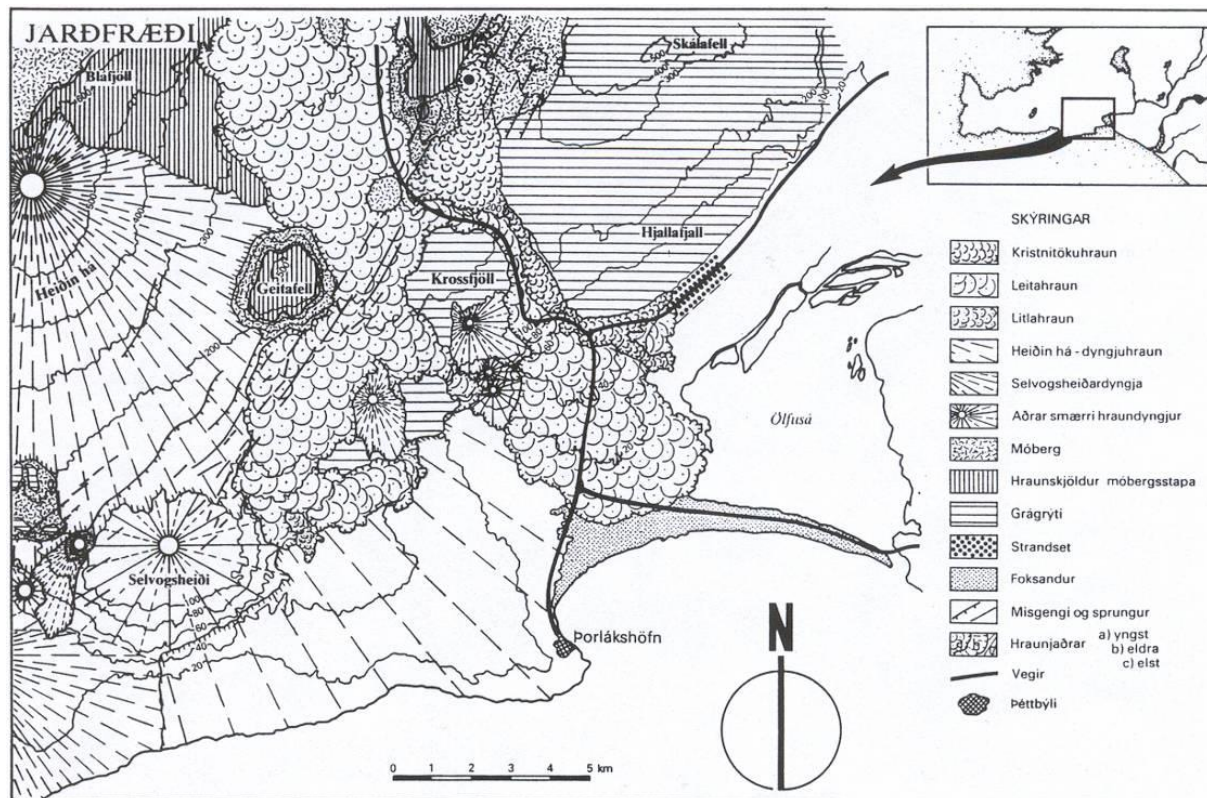 JARÐFRÆÐI
Bláfjöll
Skálafell
Heiðin há
Geitafell
Krossfjöll
Hjallafjall
Ölfusá
Selvogsheiði
Þorlákshöfn
N
0 1 2 3 4 5 km
SKÝRINGAR
Kristnitökuhraun
Leitahraun
Litlahraun
Heiðin há - dyngjuhraun
Selvogsheiðardyngja
Aðrar smærri hraundyngjur
Móberg
Hraunskjöldur móbergsstapa
Grágrýti
Strandset
Foksandur
Misgengi og sprungur
Hraunjaðrar a) yngst
b) eldra
c) elst
Vegir
Þéttbýli